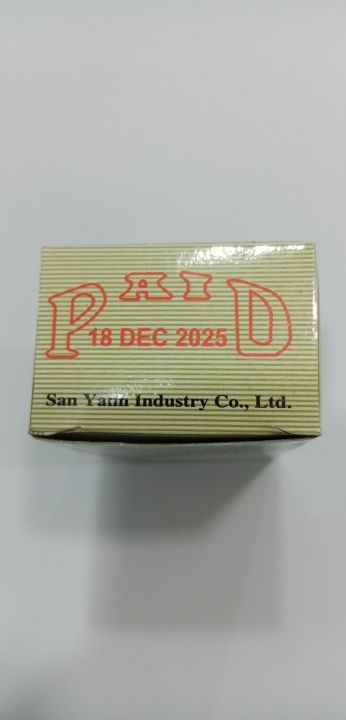 PAID
18 DEC 2025
San Yann Industry Co., Ltd.